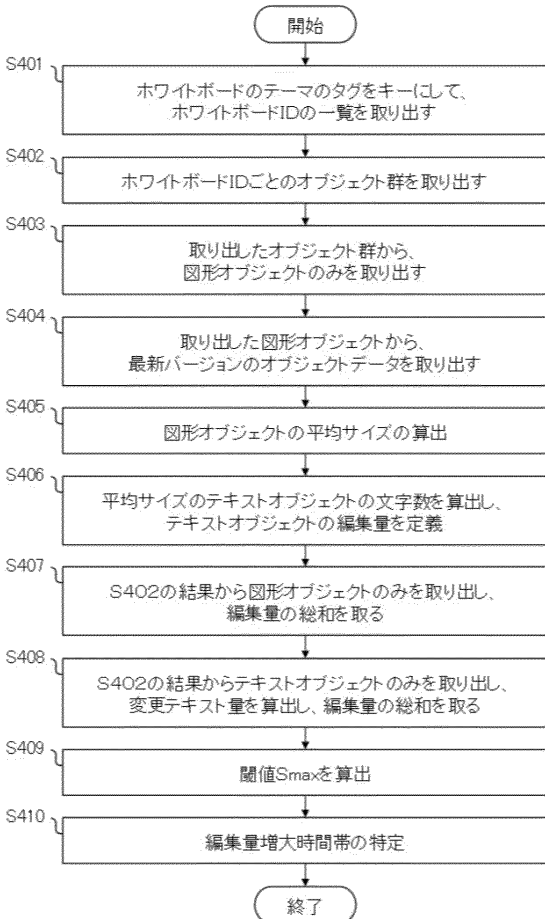 開始
S401
ホワイトボードのテーマのタグをキーにして、
ホワイトボードIDの一覧を取り出す
S402
ホワイトボードIDごとのオブジェクト群を取り出す
S403
取り出したオブジェクト群から、
図形オブジェクトのみを取り出す
S404
取り出した図形オブジェクトから、
最新バージョンのオブジェクトデータを取り出す
S405
図形オブジェクトの平均サイズの算出
S406
平均サイズのテキストオブジェクトの文字数を算出し、
テキストオブジェクトの編集量を定義
S407
S402の結果から図形オブジェクトのみを取り出し、
編集量の総和を取る
S408
S402の結果からテキストオブジェクトのみを取り出し、
変更テキスト量を算出し、編集量の総和を取る
S409
閾値Smaxを算出
S410
編集量増大時間帯の特定
終了